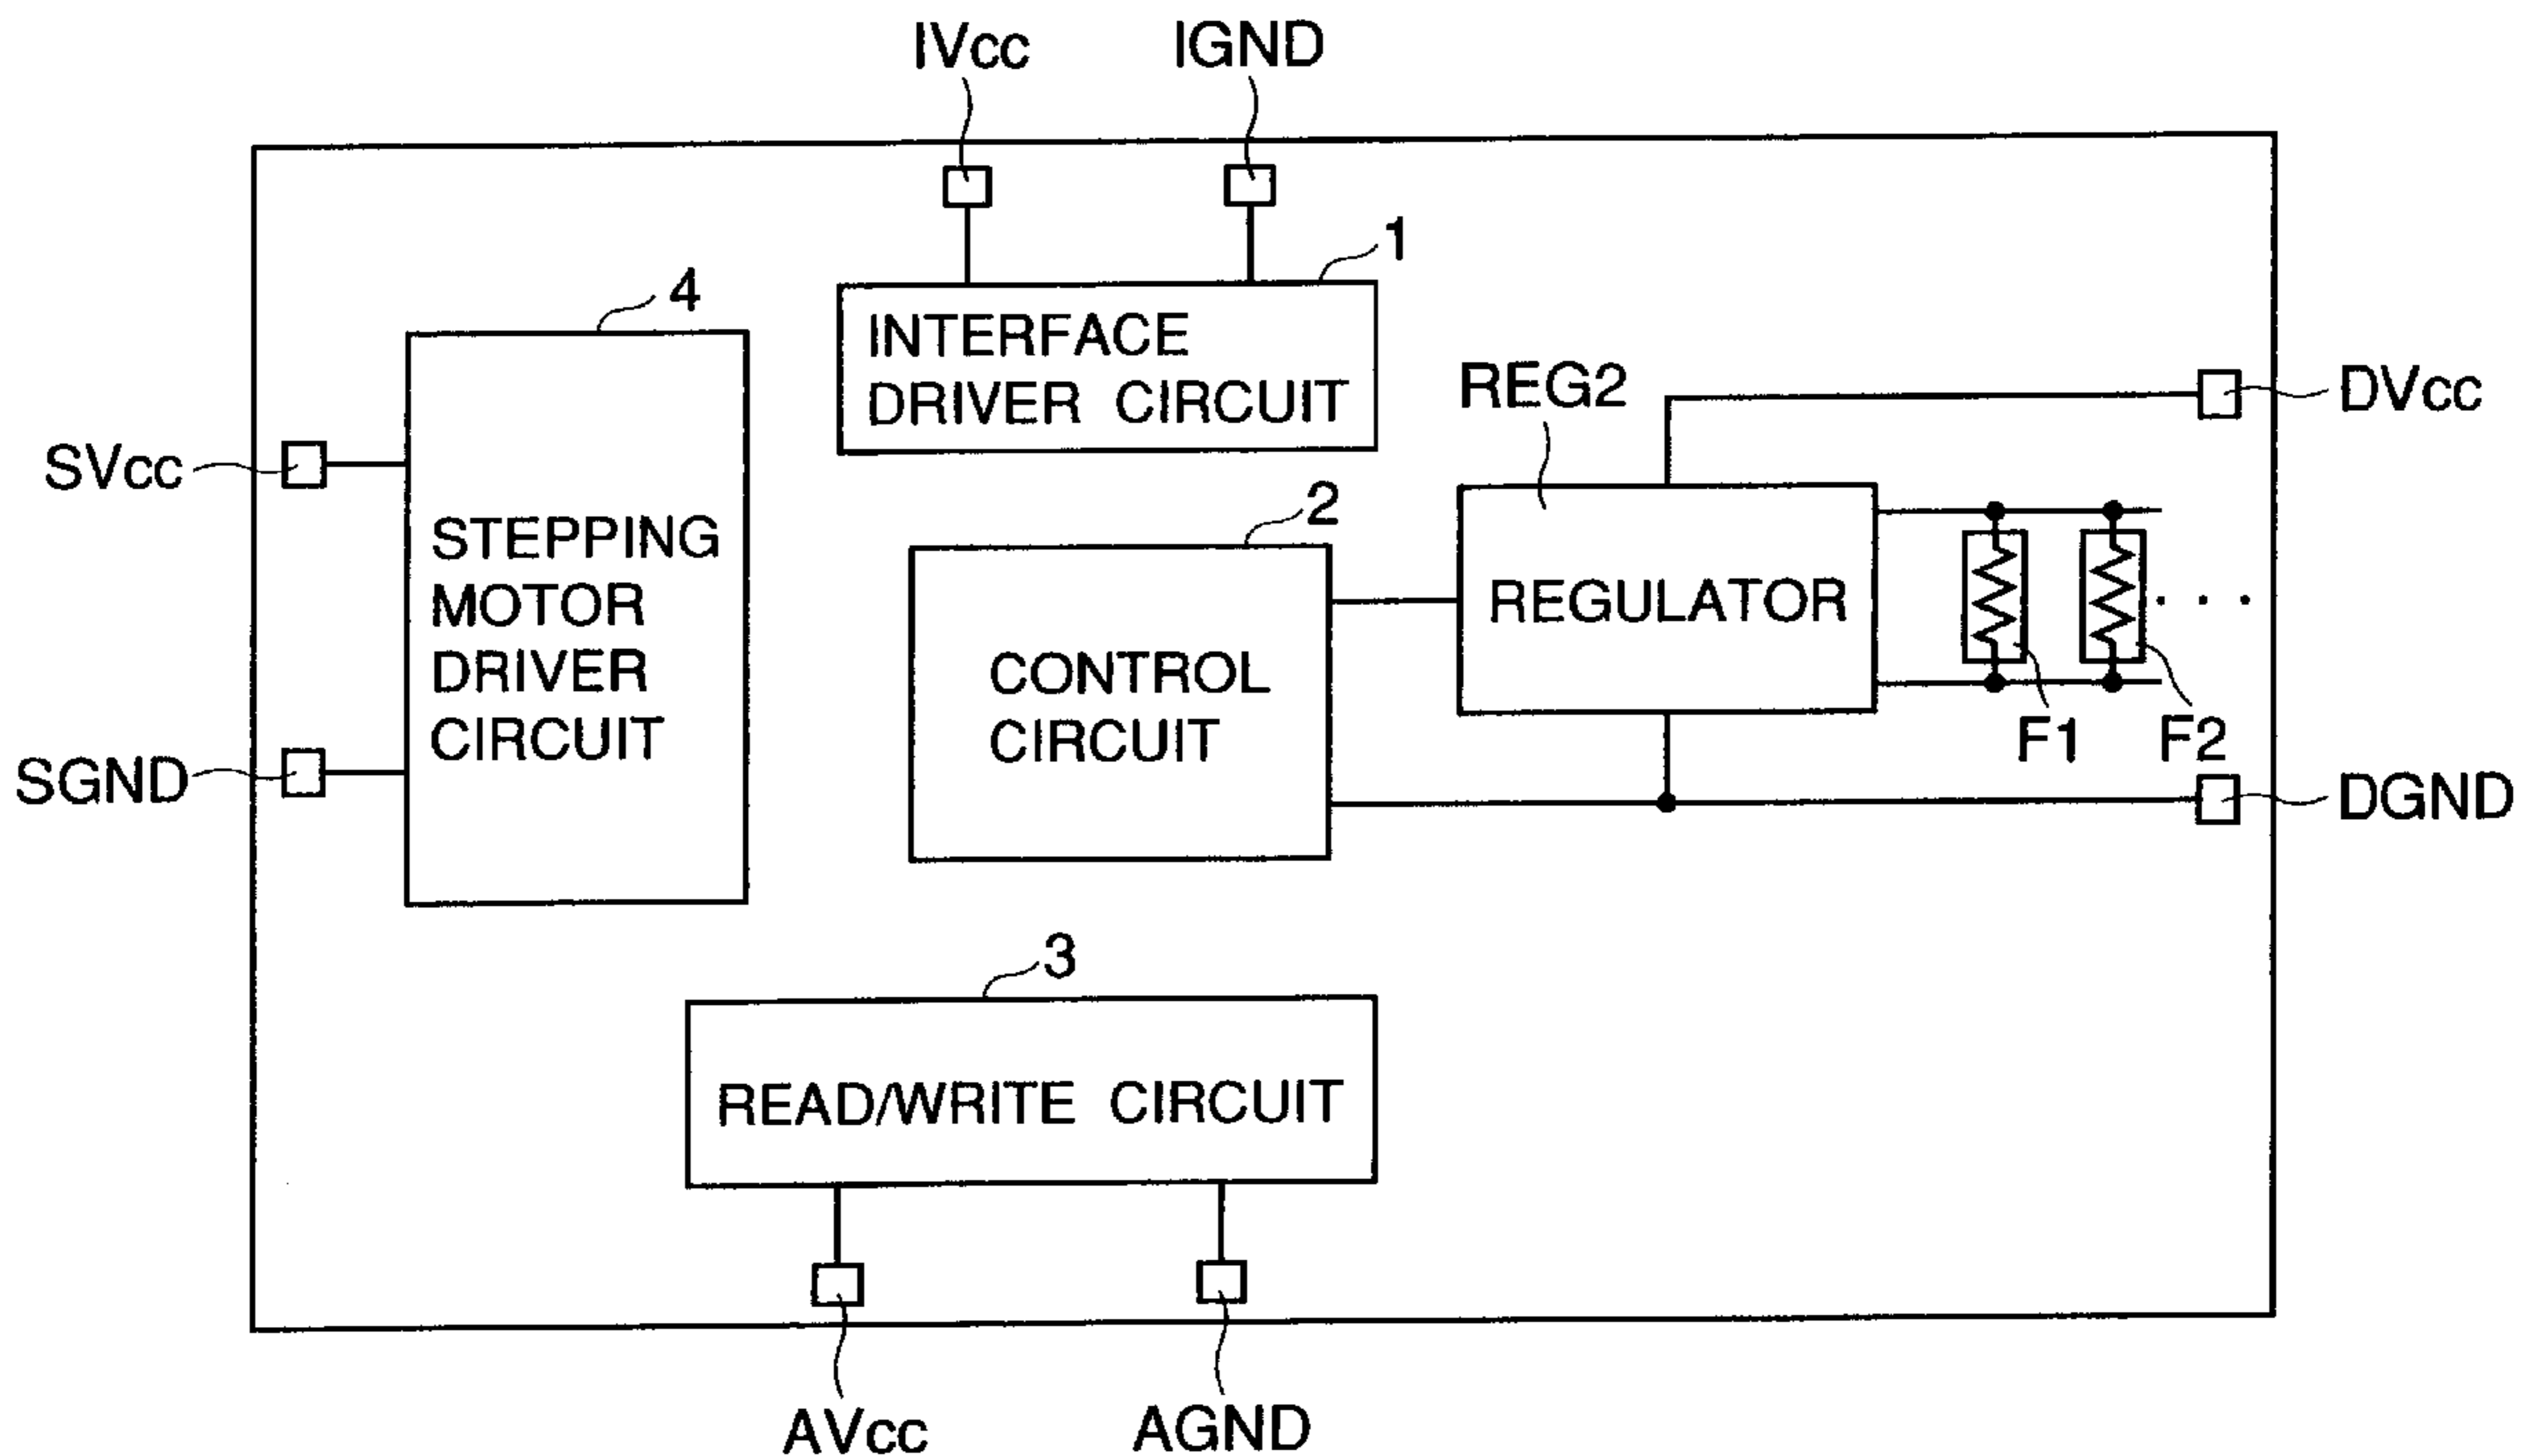 IVcc
IGND
1
INTERFACE
DRIVER CIRCUIT
4
STEPPING
MOTOR
DRIVER
CIRCUIT
SVcc
SGND
2
CONTROL
CIRCUIT
REG2
REGULATOR
DVcc
F1
F2
DGND
3
READ/WRITE CIRCUIT
AVcc
AGND